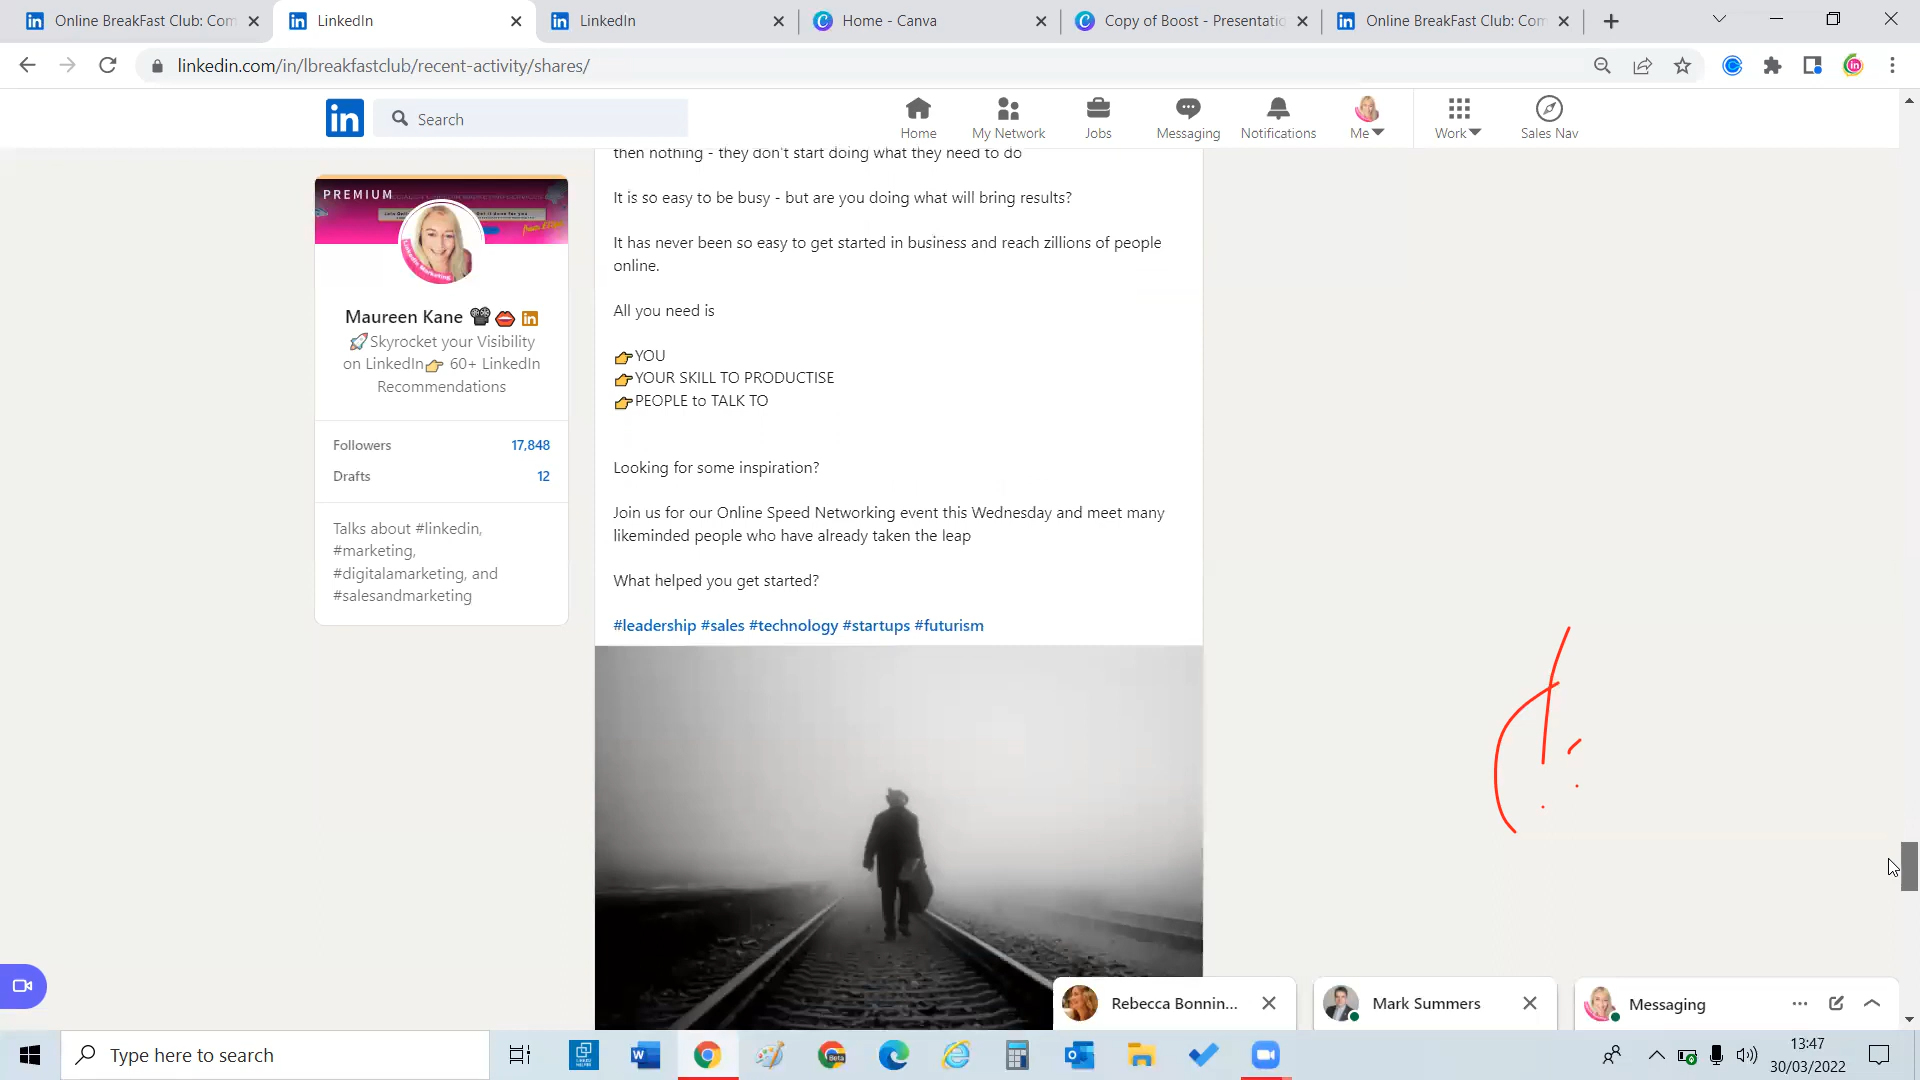 Online BreakFast Club: Com
LinkedIn
LinkedIn
Home - Canva
Copy of Boost - Presentatio
Online BreakFast Club: Com
linkedin.com/in/lbreakfastclub/recent-activity/shares/
in
Search
Home
My Network
Jobs
Messaging
Notifications
Me
Work
Sales Nav
then nothing - they don't start doing what they need to do
It is so easy to be busy - but are you doing what will bring results?
It has never been so easy to get started in business and reach zillions of people
online.
All you need is
👉YOU
👉YOUR SKILL TO PRODUCTISE
👉PEOPLE to TALK TO
Looking for some inspiration?
Join us for our Online Speed Networking event this Wednesday and meet many
likeminded people who have already taken the leap
What helped you get started?
#leadership #sales #technology #startups #futurism
PREMIUM
Maureen Kane
🚀Skyrocket your Visibility
on LinkedIn👉 60+ LinkedIn
Recommendations
Followers 17,848
Drafts 12
Talks about #linkedin,
#marketing,
#digitalamarketing, and
#salesandmarketing
Rebecca Bonnin...
Mark Summers
Messaging
Type here to search
13:47
30/03/2022